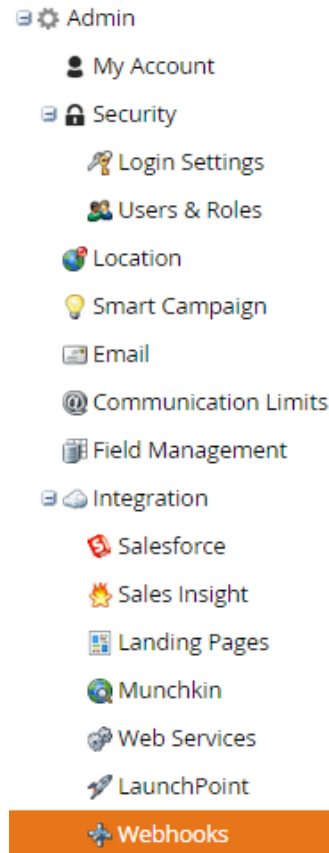 Admin
My Account
Security
Login Settings
Users & Roles
Location
Smart Campaign
Email
Communication Limits
Field Management
Integration
Salesforce
Sales Insight
Landing Pages
Munchkin
Web Services
LaunchPoint
Webhooks